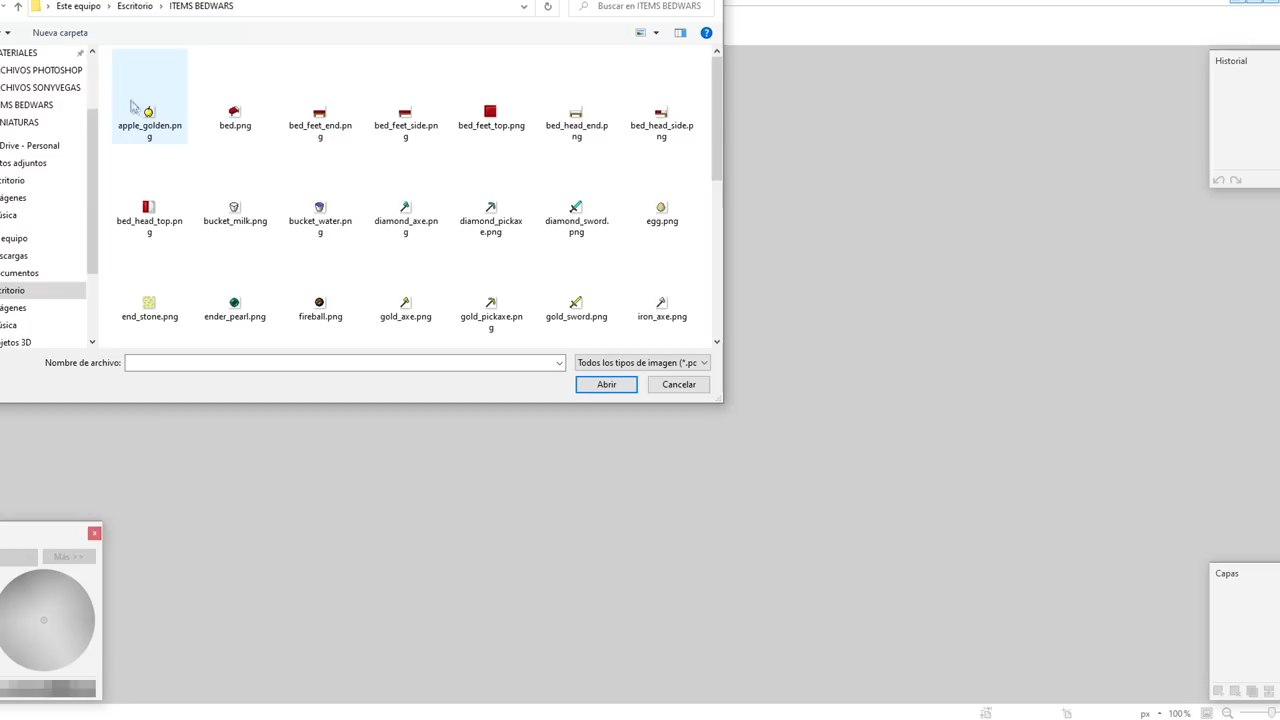 Este equipo > Escritorio > ITEMS BEDWARS
Buscar en ITEMS BEDWARS
Nueva carpeta
ATERIALES
CHIVOS PHOTOSHOP
CHIVOS SONYVEGAS
EMS BEDWARS
NIATURAS
Drive - Personal
tos adjuntos
critorio
ágenes
úsica
equipo
scargas
cumentos
critorio
ágenes
úsica
jetos 3D
apple_golden.pn
g
bed.png
bed_feet_end.pn
g
bed_feet_side.pn
g
bed_feet_top.png
bed_head_end.p
ng
bed_head_side.p
ng
bed_head_top.pn
g
bucket_milk.png
bucket_water.pn
g
diamond_axe.pn
g
diamond_pickax
e.png
diamond_sword.
png
egg.png
end_stone.png
ender_pearl.png
fireball.png
gold_axe.png
gold_pickaxe.pn
g
gold_sword.png
iron_axe.png
Nombre de archivo:
Todos los tipos de imagen (*.pc
Abrir
Cancelar
Historial
Más >>
Capas
px
100%